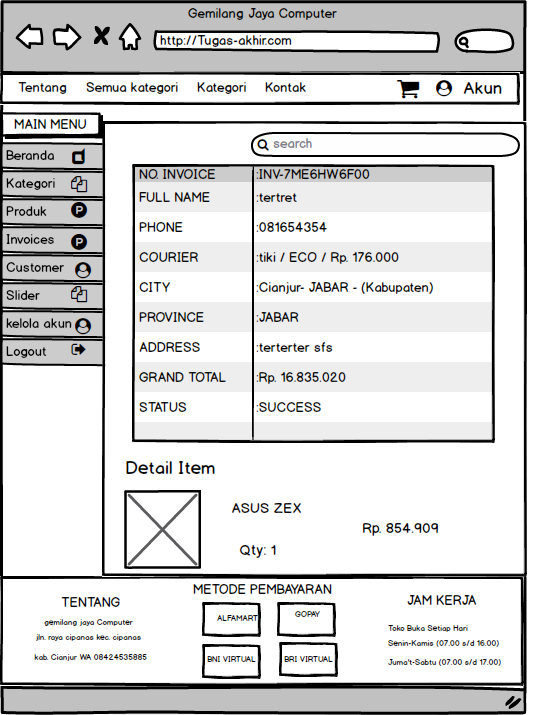 Gemilang Jaya Computer
http://Tugas-akhir.com
Tentang Semua kategori Kategori Kontak Akun
MAIN MENU
search
Beranda
Kategori
Produk
Invoices
Customer
Slider
kelola akun
Logout
NO. INVOICE :INV-7ME6HW6F00
FULL NAME :tertret
PHONE :081654354
COURIER :tiki / ECO / Rp. 176.000
CITY :Cianjur- JABAR - (Kabupaten)
PROVINCE :JABAR
ADDRESS :terterter sfs
GRAND TOTAL :Rp. 16.835.020
STATUS :SUCCESS
Detail Item
ASUS ZEX
Rp. 854.909
Qty: 1
TENTANG
gemilang jaya Computer
jln. raya cipanas kec. cipanas
kab. Cianjur WA 08424535885
METODE PEMBAYARAN
ALFAMART GOPAY
BNI VIRTUAL BRI VIRTUAL
JAM KERJA
Toko Buka Setiap Hari
Senin-Kamis (07.00 s/d 16.00)
Juma't-Sabtu (07.00 s/d 17.00)